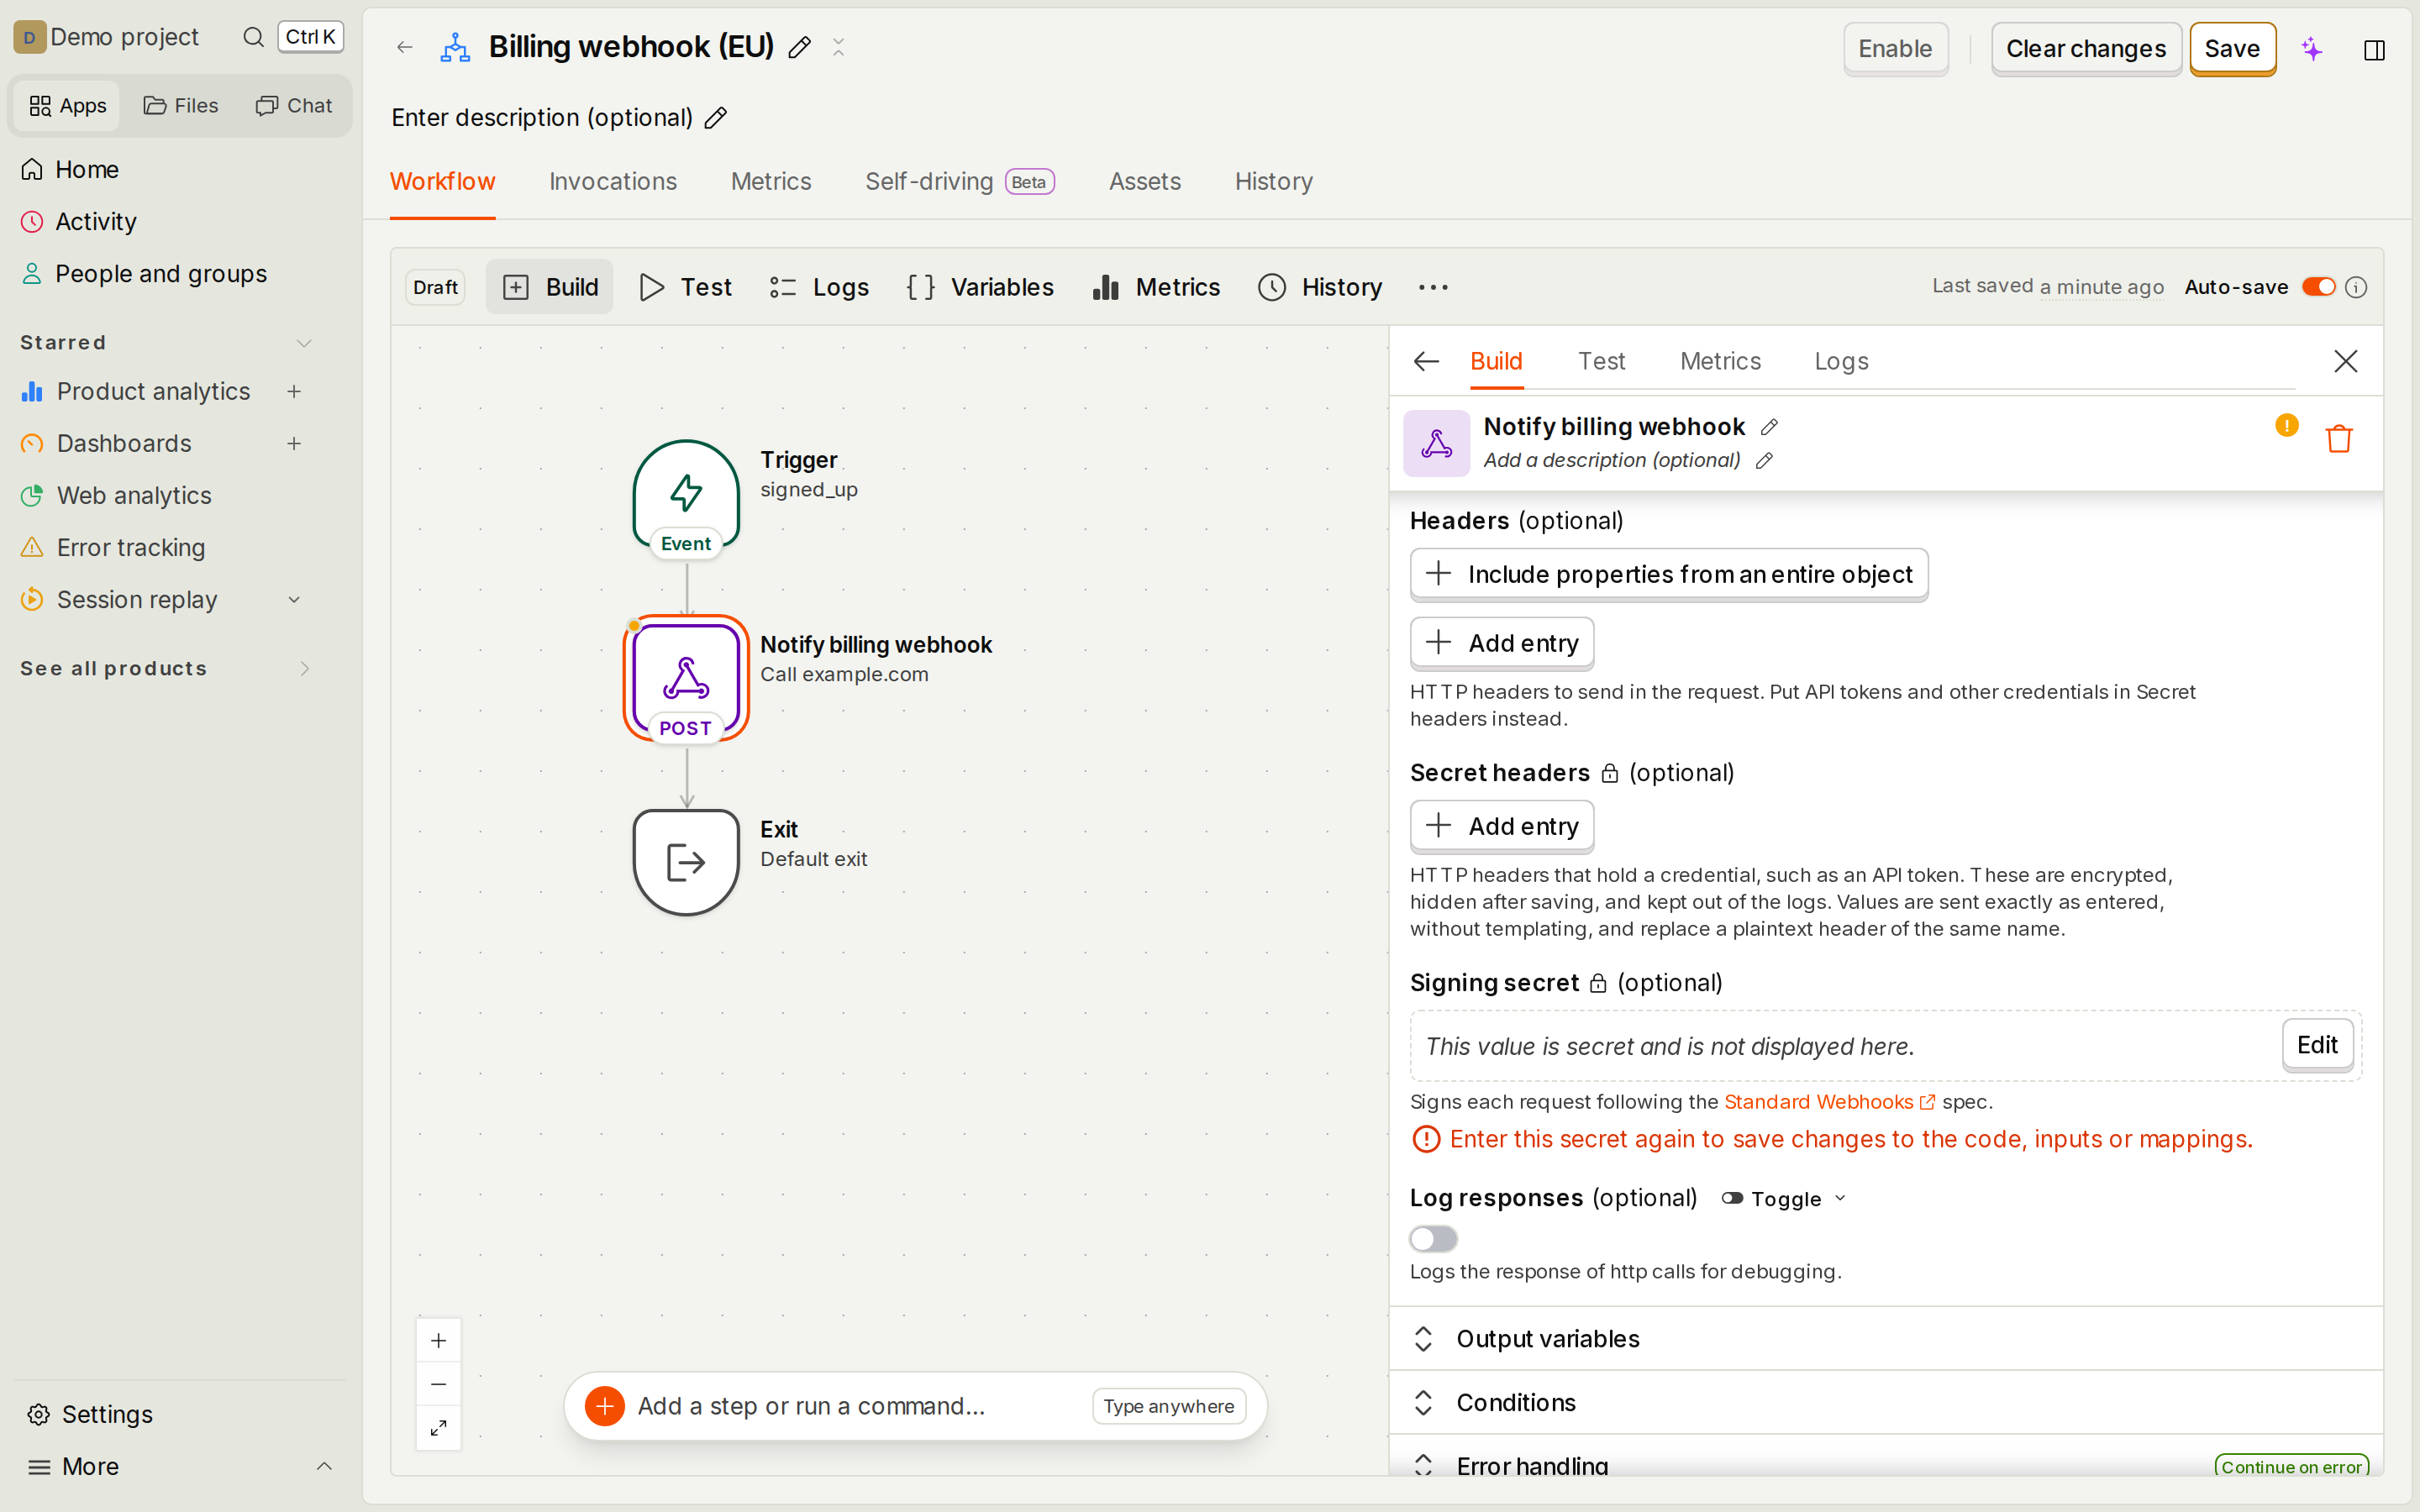 D Demo project Ctrl K
Apps Files Chat
Home
Activity
People and groups
Starred
Product analytics
Dashboards
Web analytics
Error tracking
Session replay
See all products
Settings
More
Billing webhook (EU)
Enable Clear changes Save
Enter description (optional)
Workflow Invocations Metrics Self-driving Beta Assets History
Draft Build Test Logs Variables Metrics History
Last saved a minute ago Auto-save
Trigger
signed_up
Event
Notify billing webhook
Call example.com
POST
Exit
Default exit
Add a step or run a command... Type anywhere
Build Test Metrics Logs
Notify billing webhook
Add a description (optional)
Headers (optional)
Include properties from an entire object
Add entry
HTTP headers to send in the request. Put API tokens and other credentials in Secret
headers instead.
Secret headers (optional)
Add entry
HTTP headers that hold a credential, such as an API token. These are encrypted,
hidden after saving, and kept out of the logs. Values are sent exactly as entered,
without templating, and replace a plaintext header of the same name.
Signing secret (optional)
This value is secret and is not displayed here. Edit
Signs each request following the Standard Webhooks spec.
Enter this secret again to save changes to the code, inputs or mappings.
Log responses (optional) Toggle
Logs the response of http calls for debugging.
Output variables
Conditions
Error handling Continue on error